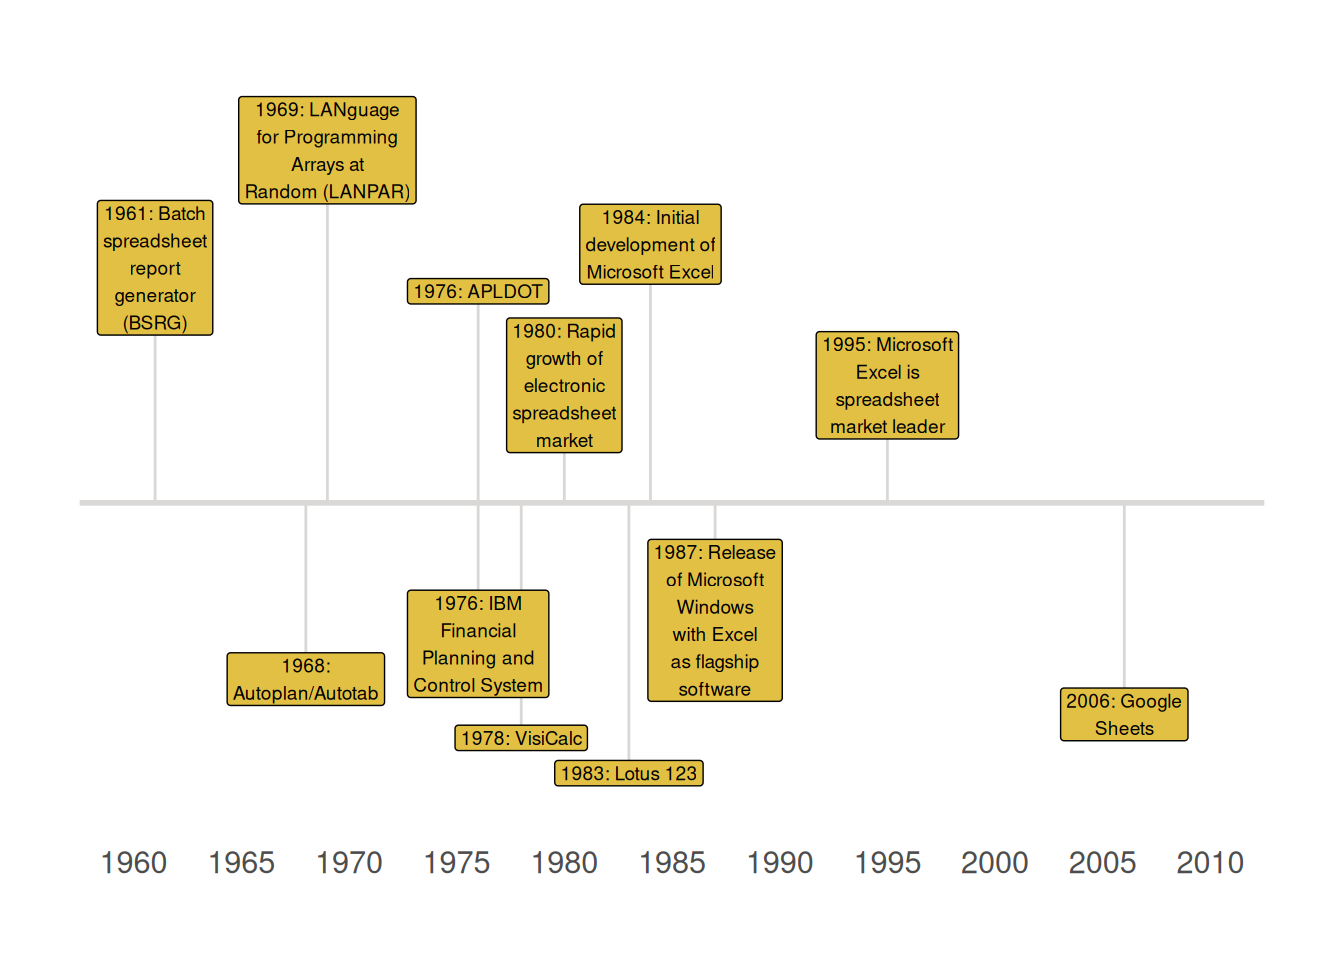 1969: LANguage
for Programming
Arrays at
Random (LANPAR)
1961: Batch
spreadsheet
report
generator
(BSRG)
1984: Initial
development of
Microsoft Excel
1976: APLDOT
1980: Rapid
growth of
electronic
spreadsheet
market
1995: Microsoft
Excel is
spreadsheet
market leader
1987: Release
of Microsoft
Windows
with Excel
as flagship
software
1976: IBM
Financial
Planning and
Control System
1968:
Autoplan/Autotab
2006: Google
Sheets
1978: VisiCalc
1983: Lotus 123
1960 1965 1970 1975 1980 1985 1990 1995 2000 2005 2010